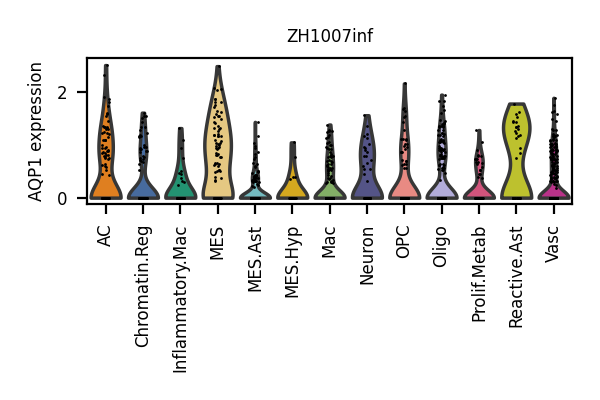 ZH1007inf
AQP1 expression
2
0
AC
Chromatin.Reg
Inflammatory.Mac
MES
MES.Ast
MES.Hyp
Mac
Neuron
OPC
Oligo
Prolif.Metab
Reactive.Ast
Vasc